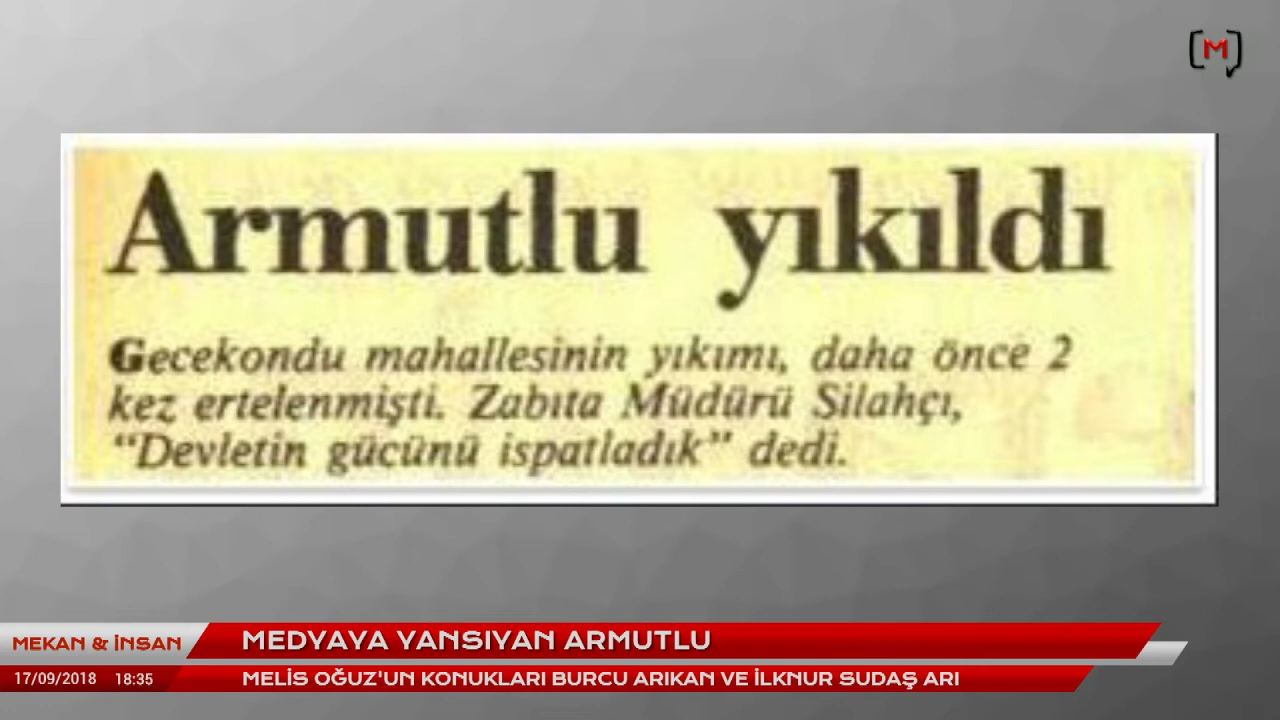 [M]
Armutlu yıkıldı
Gecekondu mahallesinin yıkımı, daha önce 2
kez ertelenmişti. Zabıta Müdürü Silahçı,
“Devletin gücünü ispatladık” dedi.
MEKAN & İNSAN
MEDYAYA YANSIYAN ARMUTLU
17/09/2018 18:35
MELİS OĞUZ'UN KONUKLARI BURCU ARIKAN VE İLKNUR SUDAŞ ARI